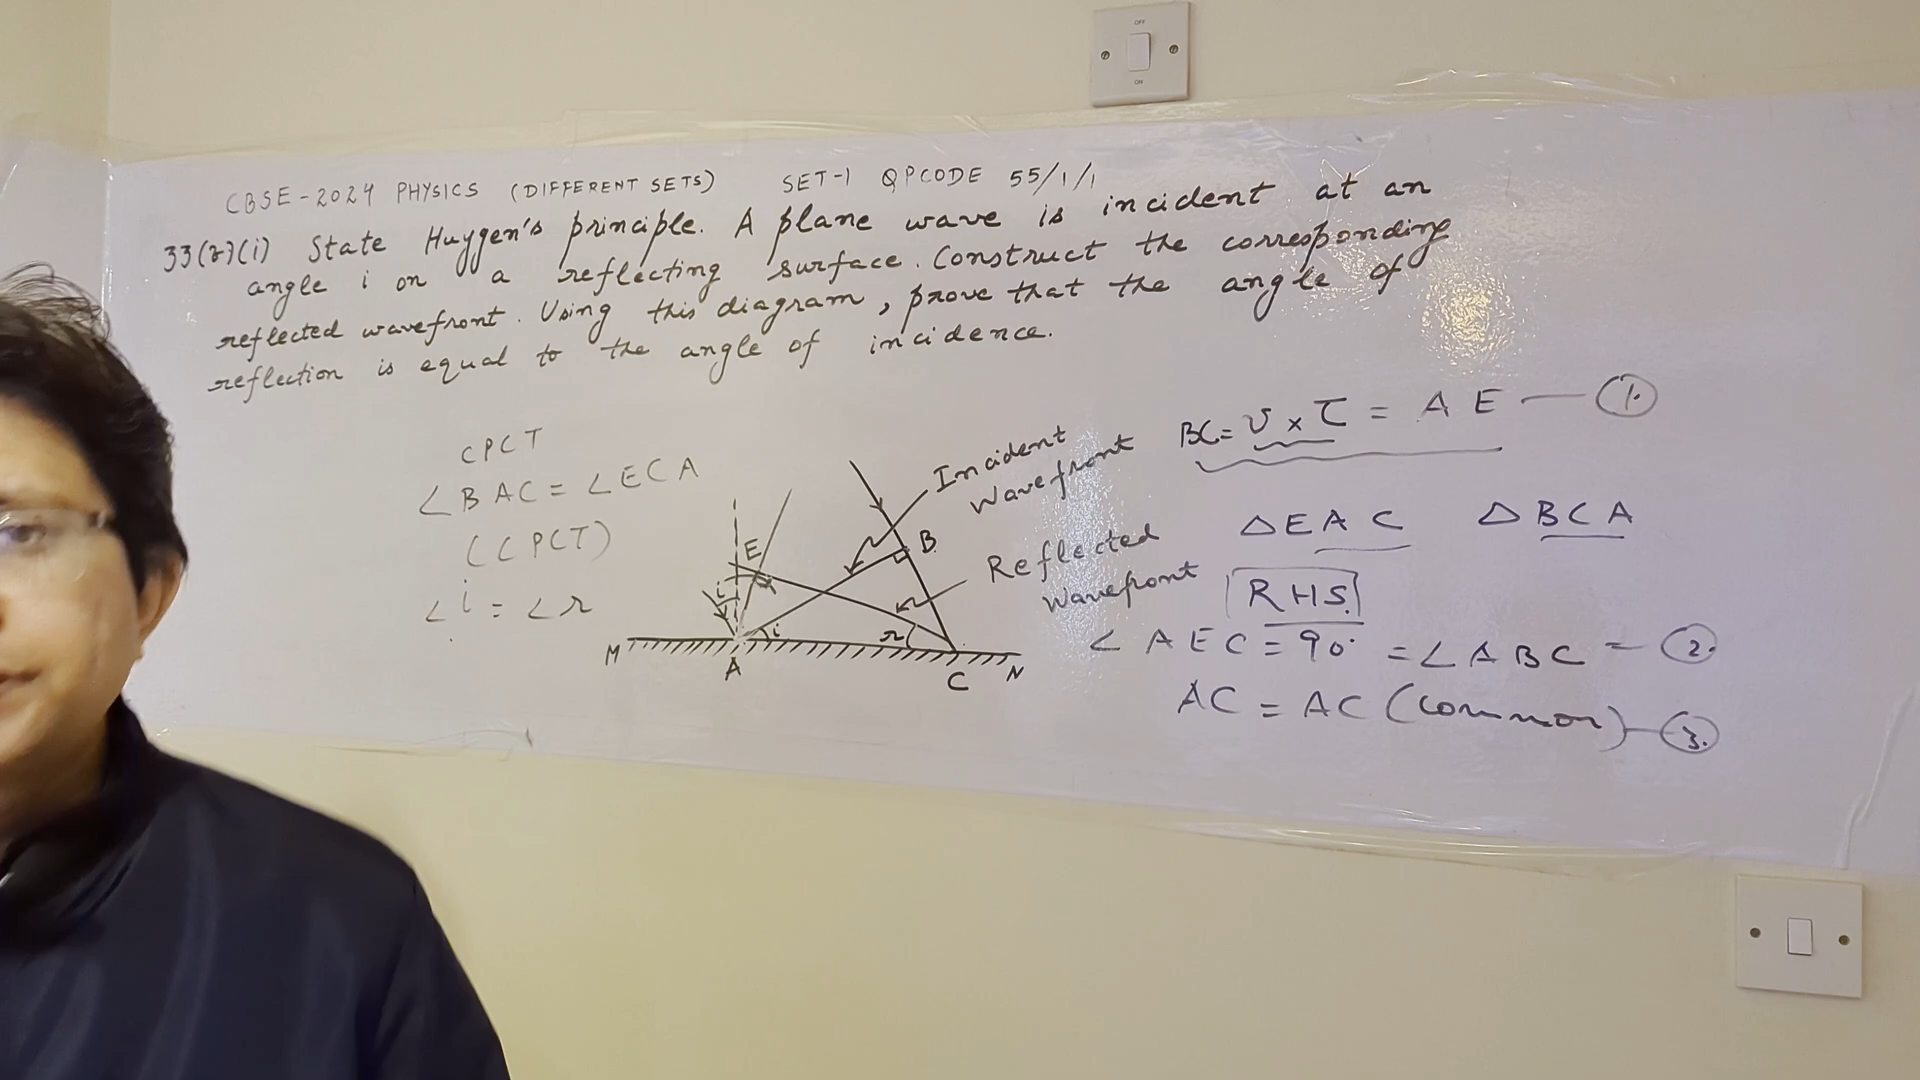 OFF
ON
CBSE-2024 PHYSICS (DIFFERENT SETS) SET-1 QPCODE 55/1/1
State Huygen's principle. A plane wave is incident at an
angle i on a reflecting surface. Construct the corresponding
reflected wavefront. Using this diagram, prove that the angle of
reflection is equal to the angle of incidence.
CPCT
∠BAC = ∠ECA
(CPCT)
∠i = ∠r
Incident
Wavefront
Reflected
Wavefront
E
B
i
i
r
M
A
C
N
BC = υ × τ = AE — 1.
△EAC △BCA
RHS.
∠AEC = 90° = ∠ABC — 2.
AC = AC (common) — 3.